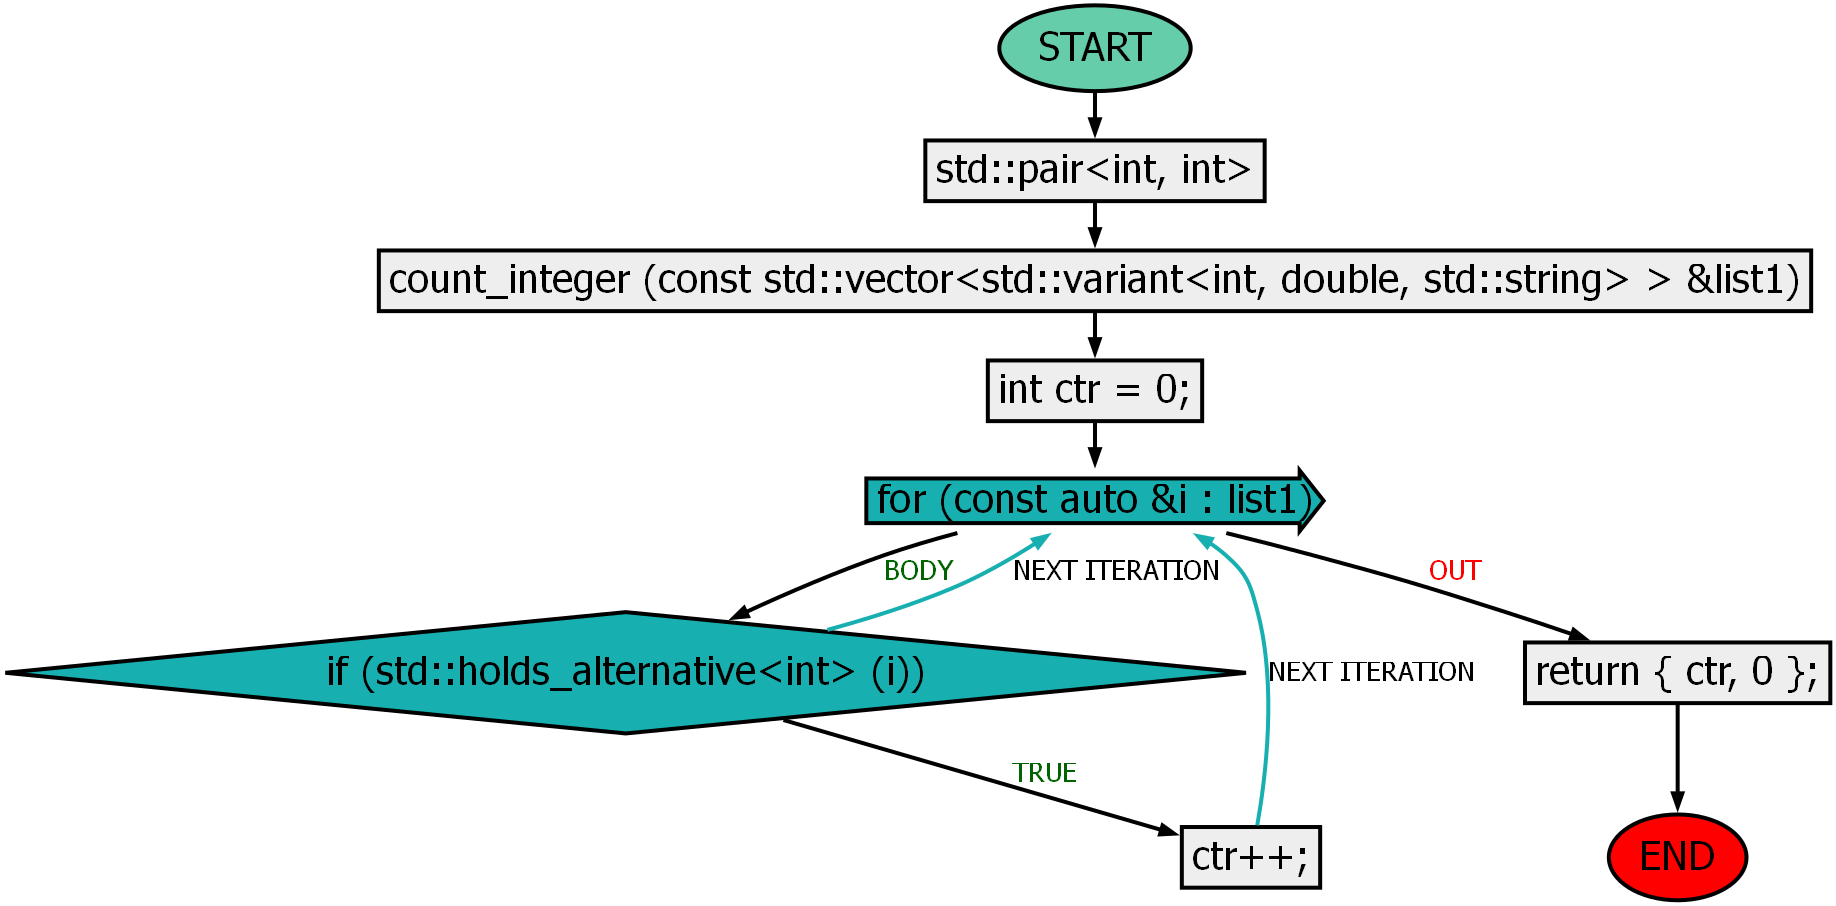 START
std::pair<int, int>
count_integer (const std::vector<std::variant<int, double, std::string> > &list1)
int ctr = 0;
for (const auto &i : list1)
BODY
NEXT ITERATION
OUT
if (std::holds_alternative<int> (i))
NEXT ITERATION
return { ctr, 0 };
TRUE
ctr++;
END